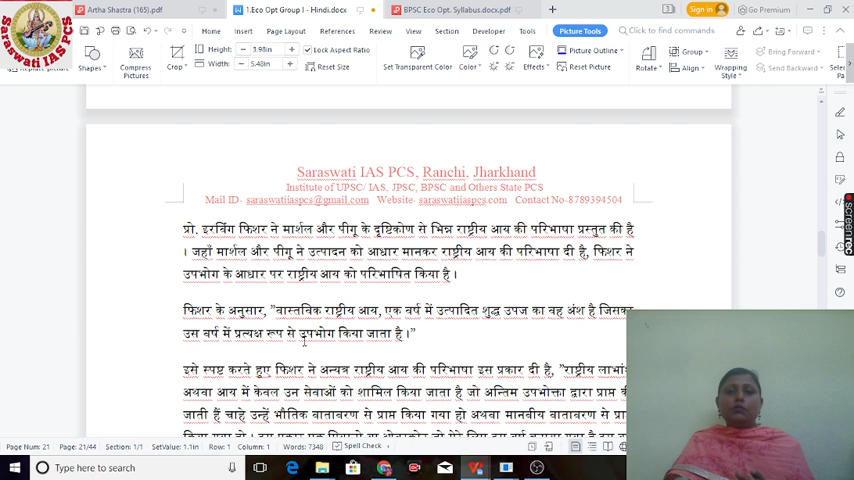 Artha Shastra (165).pdf
1.Eco Opt Group I - Hindi.docx
BPSC Eco Opt. Syllabus.docx
Sign in
Go Premium
Home Insert Page Layout References Review View Section Tools Picture Tools Click to find commands
Height: 3.98in Lock Aspect Ratio Picture Outline Group Bring Forward
Width: 5.48in Reset Size Reset Picture Align Send Backward
Shapes Compress Pictures Crop Set Transparency Color Effects Rotate Wrapping Style
Saraswati IAS PCS
Saraswati IAS PCS, Ranchi, Jharkhand
Institute of UPSC/ IAS, JPSC, BPSC and Others State PCS
Mail ID- saraswatiiaspcs@gmail.com Website- saraswatiiaspcs.com Contact No-8789394504
प्रो. इरविंग फिशर ने मार्शल और पीगू के दृष्टिकोण से भिन्न राष्ट्रीय आय की परिभाषा प्रस्तुत की है
। जहाँ मार्शल और पीगू ने उत्पादन को आधार मानकर राष्ट्रीय आय की परिभाषा दी है, फिशर ने
उपभोग के आधार पर राष्ट्रीय आय को परिभाषित किया है ।
फिशर के अनुसार, "वास्तविक राष्ट्रीय आय, एक वर्ष में उत्पादित शुद्ध उपज का वह अंश है जिसका
उस वर्ष में प्रत्यक्ष रूप से उपभोग किया जाता है ।"
इसे स्पष्ट करते हुए फिशर ने अन्यत्र राष्ट्रीय आय की परिभाषा इस प्रकार दी है, "राष्ट्रीय लाभांश
अथवा आय में केवल उन सेवाओं को शामिल किया जाता है जो अन्तिम उपभोक्ता द्वारा प्राप्त की
जाती हैं चाहे उन्हें भौतिक वातावरण से प्राप्त किया गया हो अथवा मानवीय वातावरण से प्रा
screenrec
Page Num: 21 Page: 21/44 Section: 1/1 SetValue: 1.1in Row: 1 Column: 1 Words: 7348 Spell Check
Type here to search